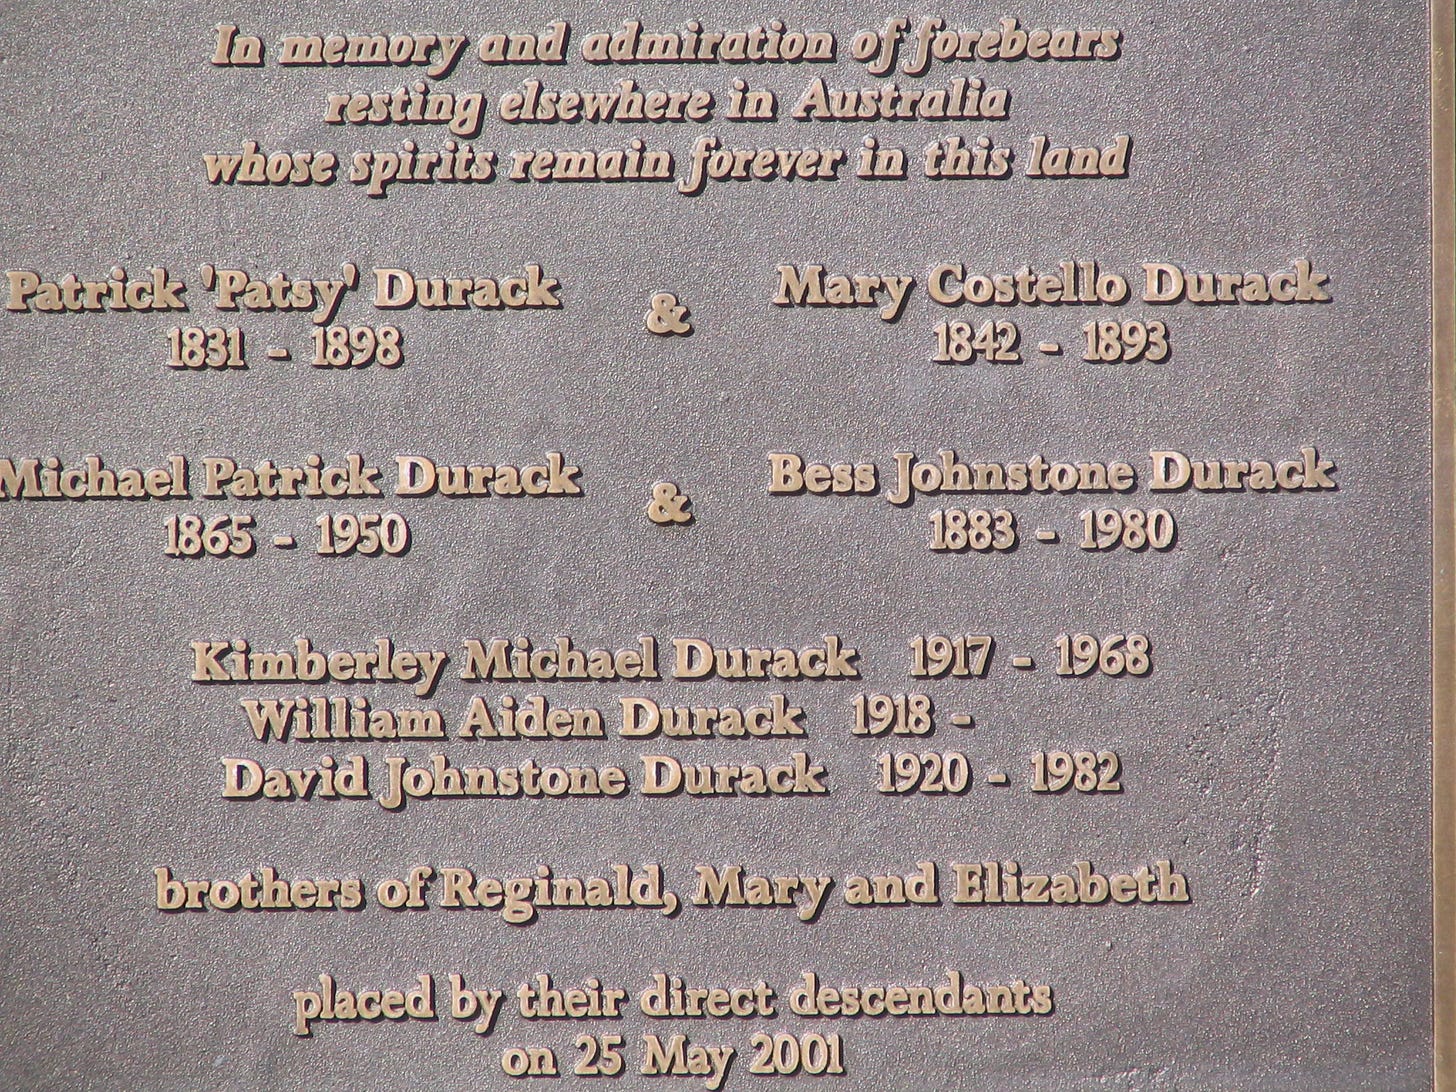 In memory and admiration of forebears
resting elsewhere in Australia
whose spirits remain forever in this land
Patrick 'Patsy' Durack & Mary Costello Durack
1831 - 1898 1842 - 1893
Michael Patrick Durack & Bess Johnstone Durack
1865 - 1950 1883 - 1980
Kimberley Michael Durack 1917 - 1968
William Aiden Durack 1918 -
David Johnstone Durack 1920 - 1982
brothers of Reginald, Mary and Elizabeth
placed by their direct descendants
on 25 May 2001